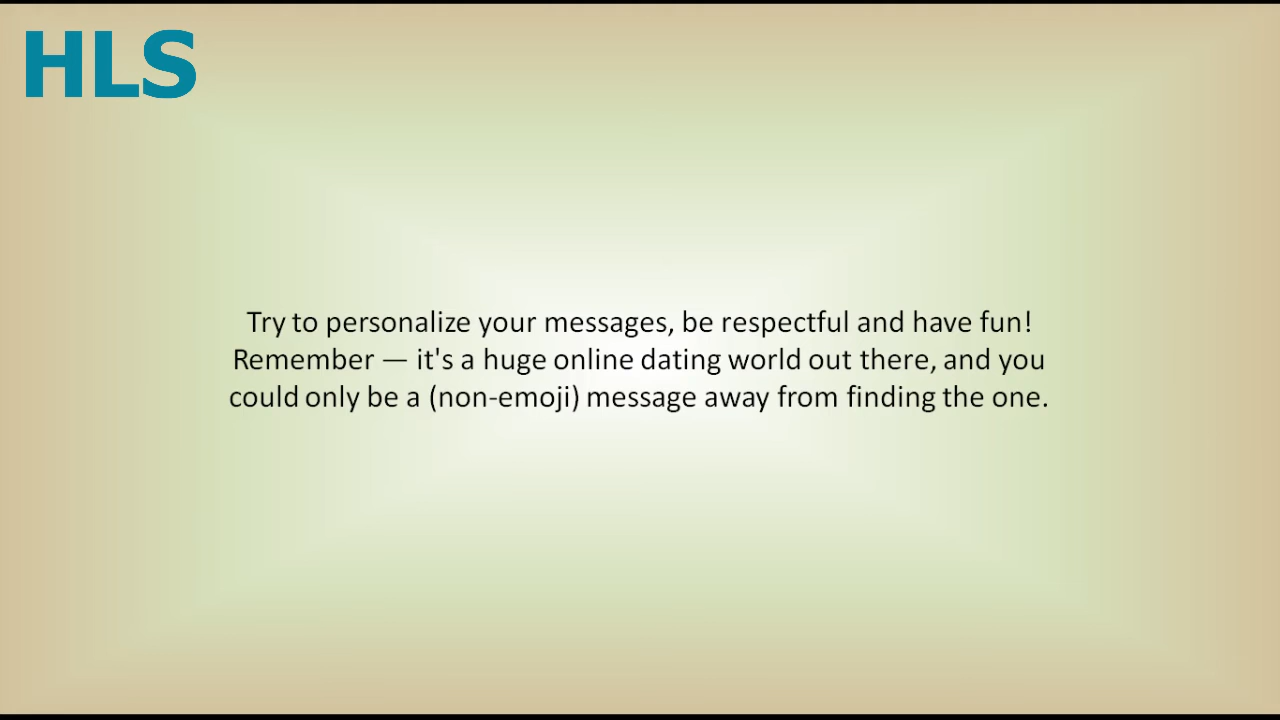 HLS
Try to personalize your messages, be respectful and have fun!
Remember — it's a huge online dating world out there, and you
could only be a (non-emoji) message away from finding the one.